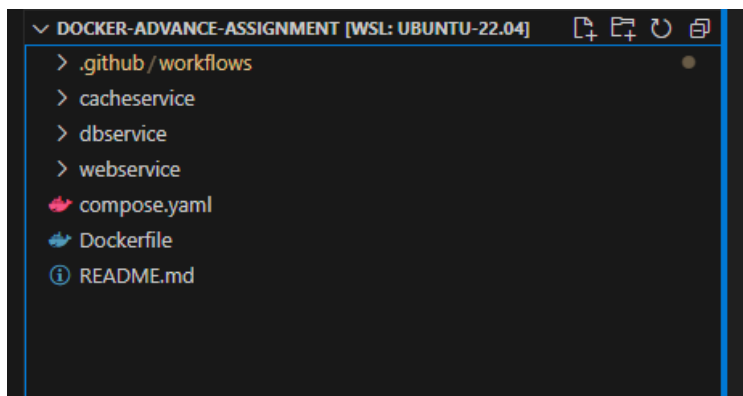 DOCKER-ADVANCE-ASSIGNMENT [WSL: UBUNTU-22.04]
.github/workflows
cacheservice
dbservice
webservice
compose.yaml
Dockerfile
README.md